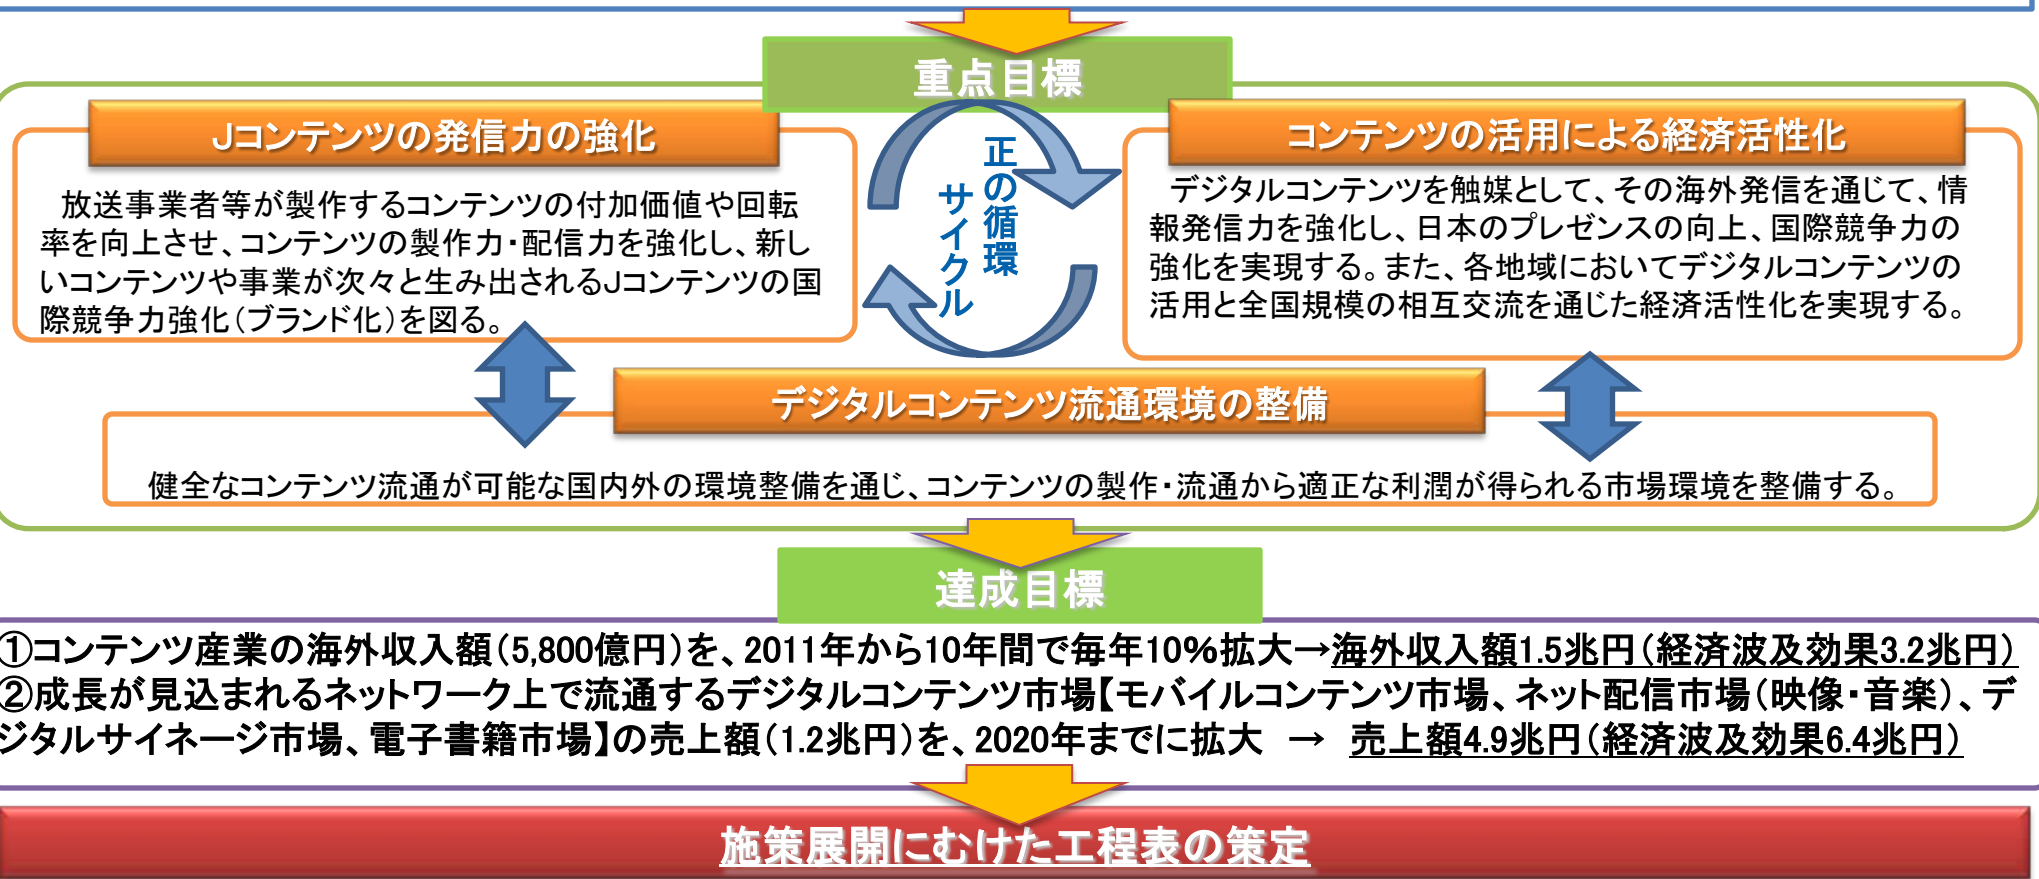 重点目標
Jコンテンツの発信力の強化
放送事業者等が製作するコンテンツの付加価値や回転
率を向上させ、コンテンツの製作力・配信力を強化し、新し
いコンテンツや事業が次々と生み出されるJコンテンツの国
際競争力強化(ブランド化)を図る。
正の循環
サイクル
コンテンツの活用による経済活性化
デジタルコンテンツを触媒として、その海外発信を通じて、情
報発信力を強化し、日本のプレゼンスの向上、国際競争力の
強化を実現する。また、各地域においてデジタルコンテンツの
活用と全国規模の相互交流を通じた経済活性化を実現する。
デジタルコンテンツ流通環境の整備
健全なコンテンツ流通が可能な国内外の環境整備を通じ、コンテンツの製作・流通から適正な利潤が得られる市場環境を整備する。
達成目標
①コンテンツ産業の海外収入額(5,800億円)を、2011年から10年間で毎年10%拡大→海外収入額1.5兆円(経済波及効果3.2兆円)
②成長が見込まれるネットワーク上で流通するデジタルコンテンツ市場【モバイルコンテンツ市場、ネット配信市場(映像・音楽)、デ
ジタルサイネージ市場、電子書籍市場】の売上額(1.2兆円)を、2020年までに拡大 → 売上額4.9兆円(経済波及効果6.4兆円)
施策展開にむけた工程表の策定